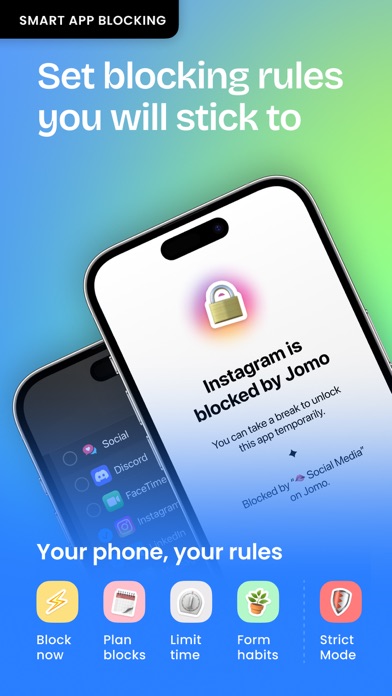 SMART APP BLOCKING
Set blocking rules
you will stick to
Instagram is
blocked by Jomo
You can take a break to unlock
this app temporarily.
Blocked by “🪐 Social Media”
on Jomo.
Social
Discord
FaceTime
Instagram
LinkedIn
Your phone, your rules
Block
now
Plan
blocks
Limit
time
Form
habits
Strict
Mode